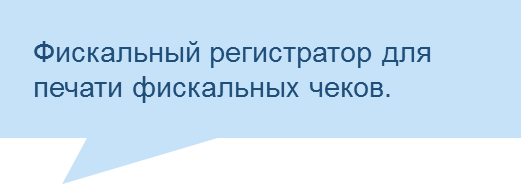 Фискальный регистратор для
печати фискальных чеков.